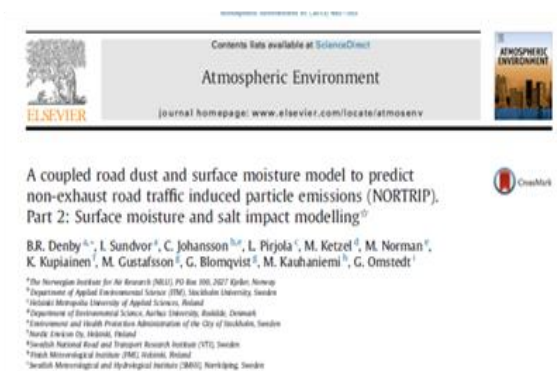 Contents lists available at ScienceDirect
Atmospheric Environment
journal homepage: www.elsevier.com/locate/atmosenv
ELSEVIER
ATMOSPHERIC
ENVIRONMENT
A coupled road dust and surface moisture model to predict
non-exhaust road traffic induced particle emissions (NORTRIP).
Part 2: Surface moisture and salt impact modelling
CrossMark
B.R. Denby, I. Sundvor, C. Johansson, L. Pirjola, M. Ketzel, M. Norman,
K. Kupiainen, M. Gustafsson, G. Blomqvist, M. Kauhaniemi, G. Omstedt
The Norwegian Institute for Air Research (NILU), PO Box 100, 2027 Kjeller, Norway
Department of Applied Environmental Science (ITM), Stockholm University, Sweden
Helsinki Metropolia University of Applied Sciences, Finland
Department of Environmental Science, Aarhus University, Roskilde, Denmark
Environment and Health Protection Administration of the City of Stockholm, Sweden
Nordic Envicon Oy, Helsinki, Finland
Swedish National Road and Transport Research Institute (VTI), Sweden
Finnish Meteorological Institute (FMI), Helsinki, Finland
Swedish Meteorological and Hydrological Institute (SMHI), Norrköping, Sweden